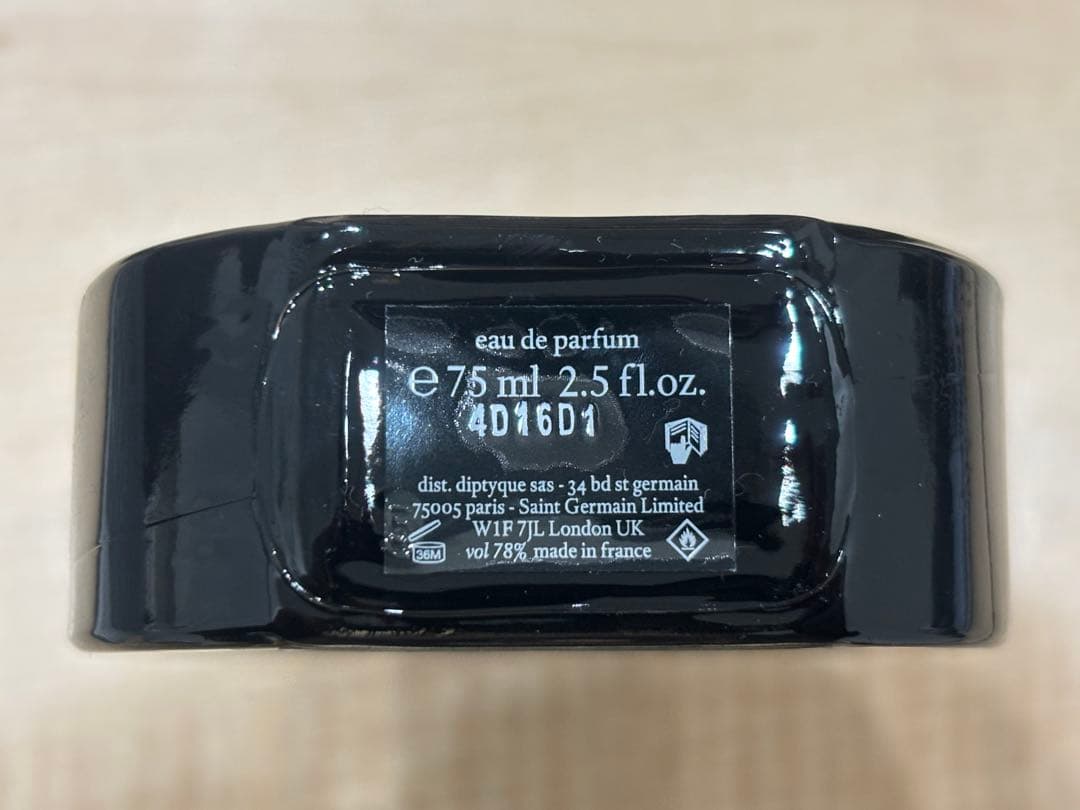 eau de parfum
℮ 75 ml 2.5 fl.oz.
4D16D1
dist. diptyque sas - 34 bd st germain
75005 paris - Saint Germain Limited
W1F 7JL London UK
36M vol 78% made in france